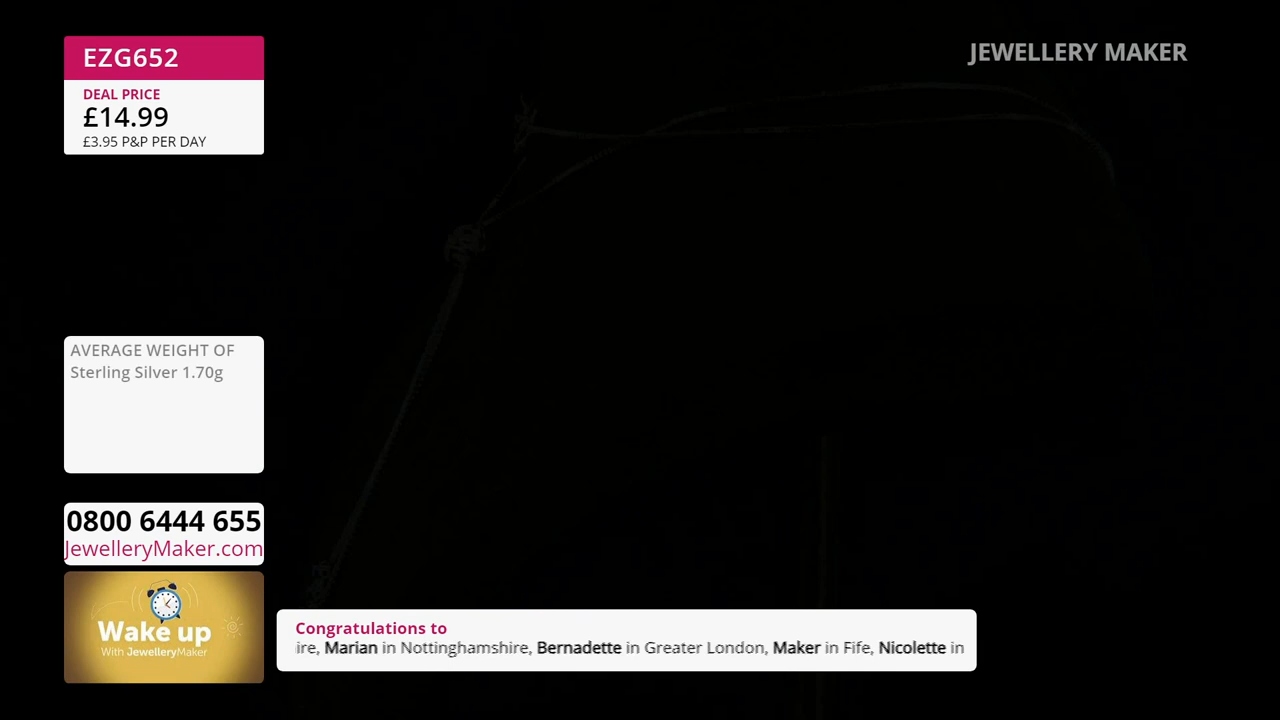 EZG652
DEAL PRICE
£14.99
£3.95 P&P PER DAY
JEWELLERY MAKER
AVERAGE WEIGHT OF
Sterling Silver 1.70g
0800 6444 655
JewelleryMaker.com
Wake up
With JewelleryMaker
Congratulations to
ire, Marian in Nottinghamshire, Bernadette in Greater London, Maker in Fife, Nicolette in